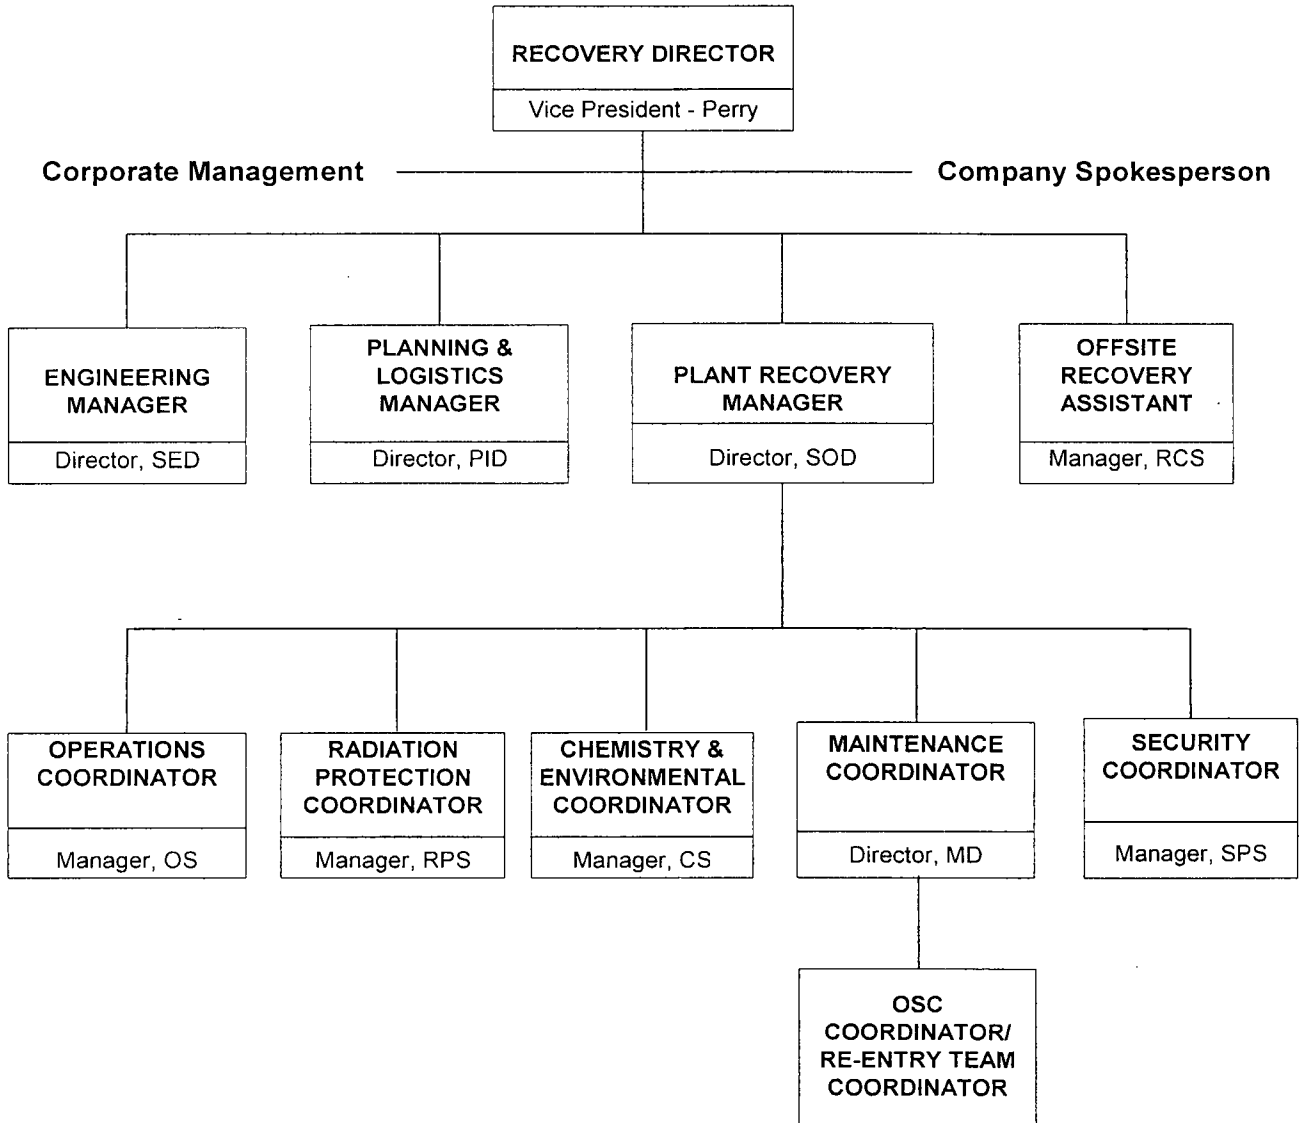 RECOVERY DIRECTOR
Vice President - Perry
Corporate Management
Company Spokesperson
ENGINEERING
MANAGER
Director, SED
PLANNING &
LOGISTICS
MANAGER
Director, PID
PLANT RECOVERY
MANAGER
Director, SOD
OFFSITE
RECOVERY
ASSISTANT
Manager, RCS
OPERATIONS
COORDINATOR
Manager, OS
RADIATION
PROTECTION
COORDINATOR
Manager, RPS
CHEMISTRY &
ENVIRONMENTAL
COORDINATOR
Manager, CS
MAINTENANCE
COORDINATOR
Director, MD
SECURITY
COORDINATOR
Manager, SPS
OSC
COORDINATOR/
RE-ENTRY TEAM
COORDINATOR